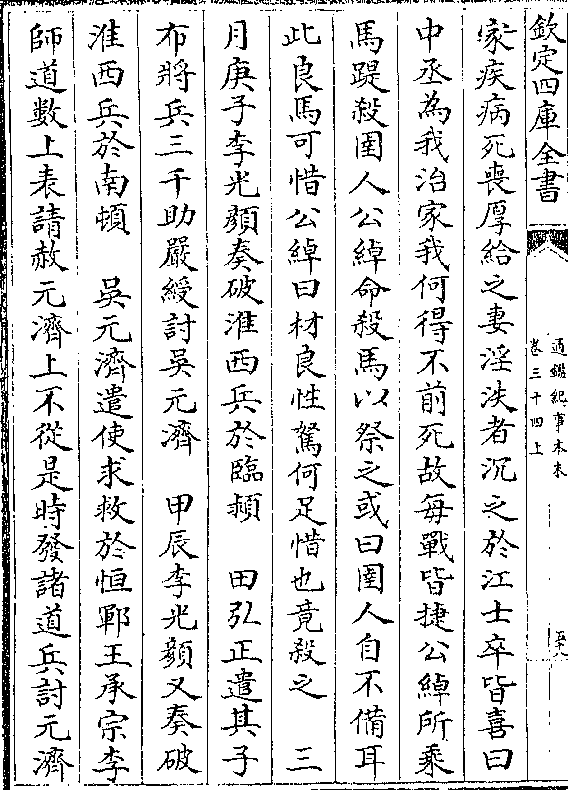 欽定四庫全書
通鑑紀事本末
卷三十四上
家疾病死喪厚給之妻淫泆者沉之於江士卒皆喜曰
中丞為我治家我何得不前死故每戰皆捷公綽所乘
馬踶殺圉人公綽命殺馬以祭之或曰圉人自不備耳
此良馬可惜公綽曰材良性駑何足惜也竟殺之　三
月庚子李光顔奏破淮西兵於臨潁　田弘正遣其子
布將兵三千助嚴綬討吳元濟　甲辰李光顔又奏破
淮西兵於南頓　吳元濟遣使求救於恒鄆王承宗李
師道數上表請赦元濟上不從是時發諸道兵討元濟